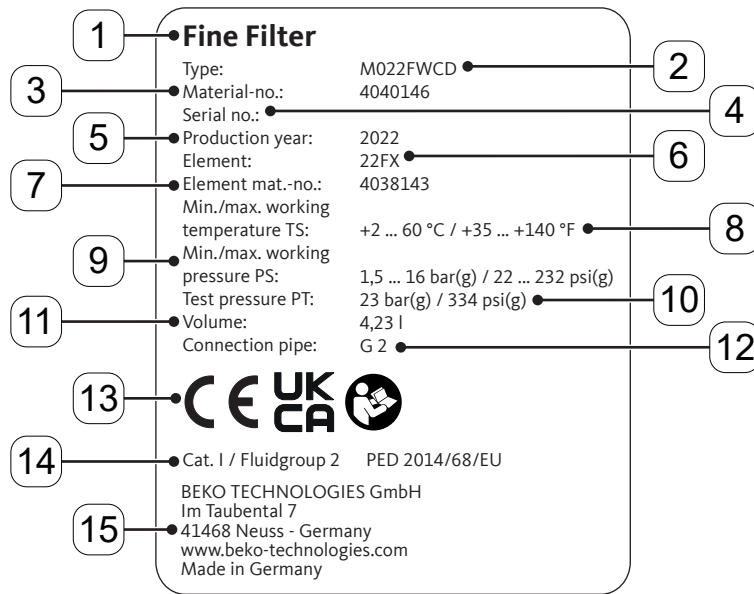 1 Fine Filter
Type: M022FWCD 2
3 Material-no.: 4040146
Serial no.: 4
5 Production year: 2022
Element: 22FX 6
7 Element mat.-no.: 4038143
Min./max. working
temperature TS: +2 ... 60 °C / +35 ... +140 °F 8
9 Min./max. working
pressure PS: 1,5 ... 16 bar(g) / 22 ... 232 psi(g)
Test pressure PT: 23 bar(g) / 334 psi(g) 10
11 Volume: 4,23 l
Connection pipe: G 2 12
13 CE UK
CA
14 Cat. I / Fluidgroup 2 PED 2014/68/EU
BEKO TECHNOLOGIES GmbH
Im Taubental 7
15 41468 Neuss - Germany
www.beko-technologies.com
Made in Germany